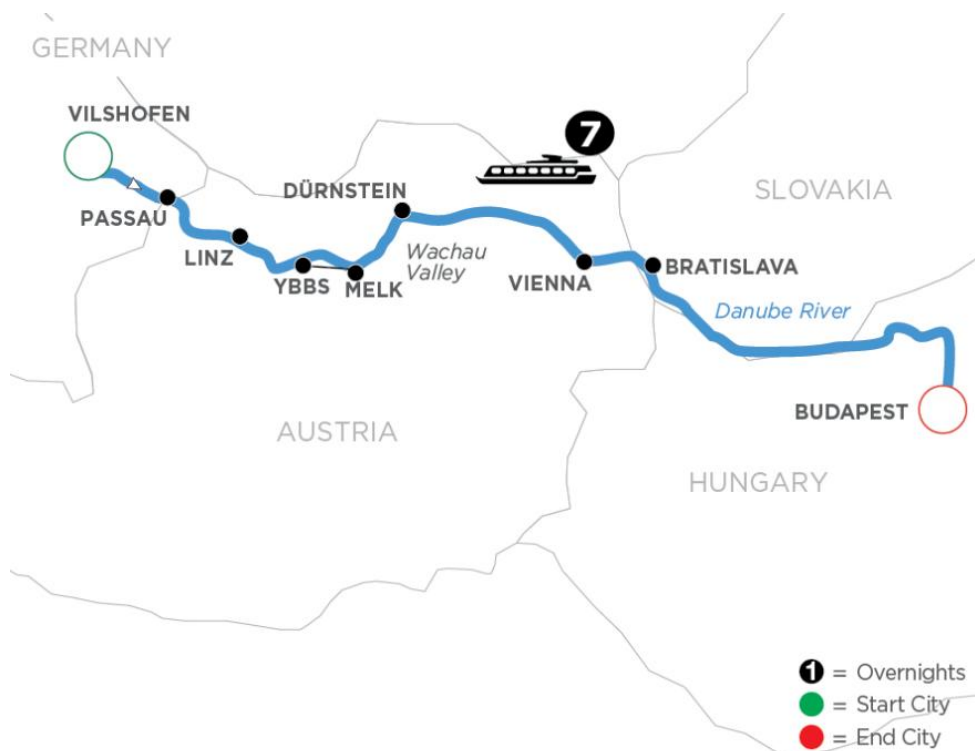 GERMANY
VILSHOFEN
PASSAU
LINZ
YBBS
MELK
DÜRNSTEIN
Wachau
Valley
7
VIENNA
SLOVAKIA
BRATISLAVA
Danube River
BUDAPEST
AUSTRIA
HUNGARY
1 = Overnights
= Start City
= End City